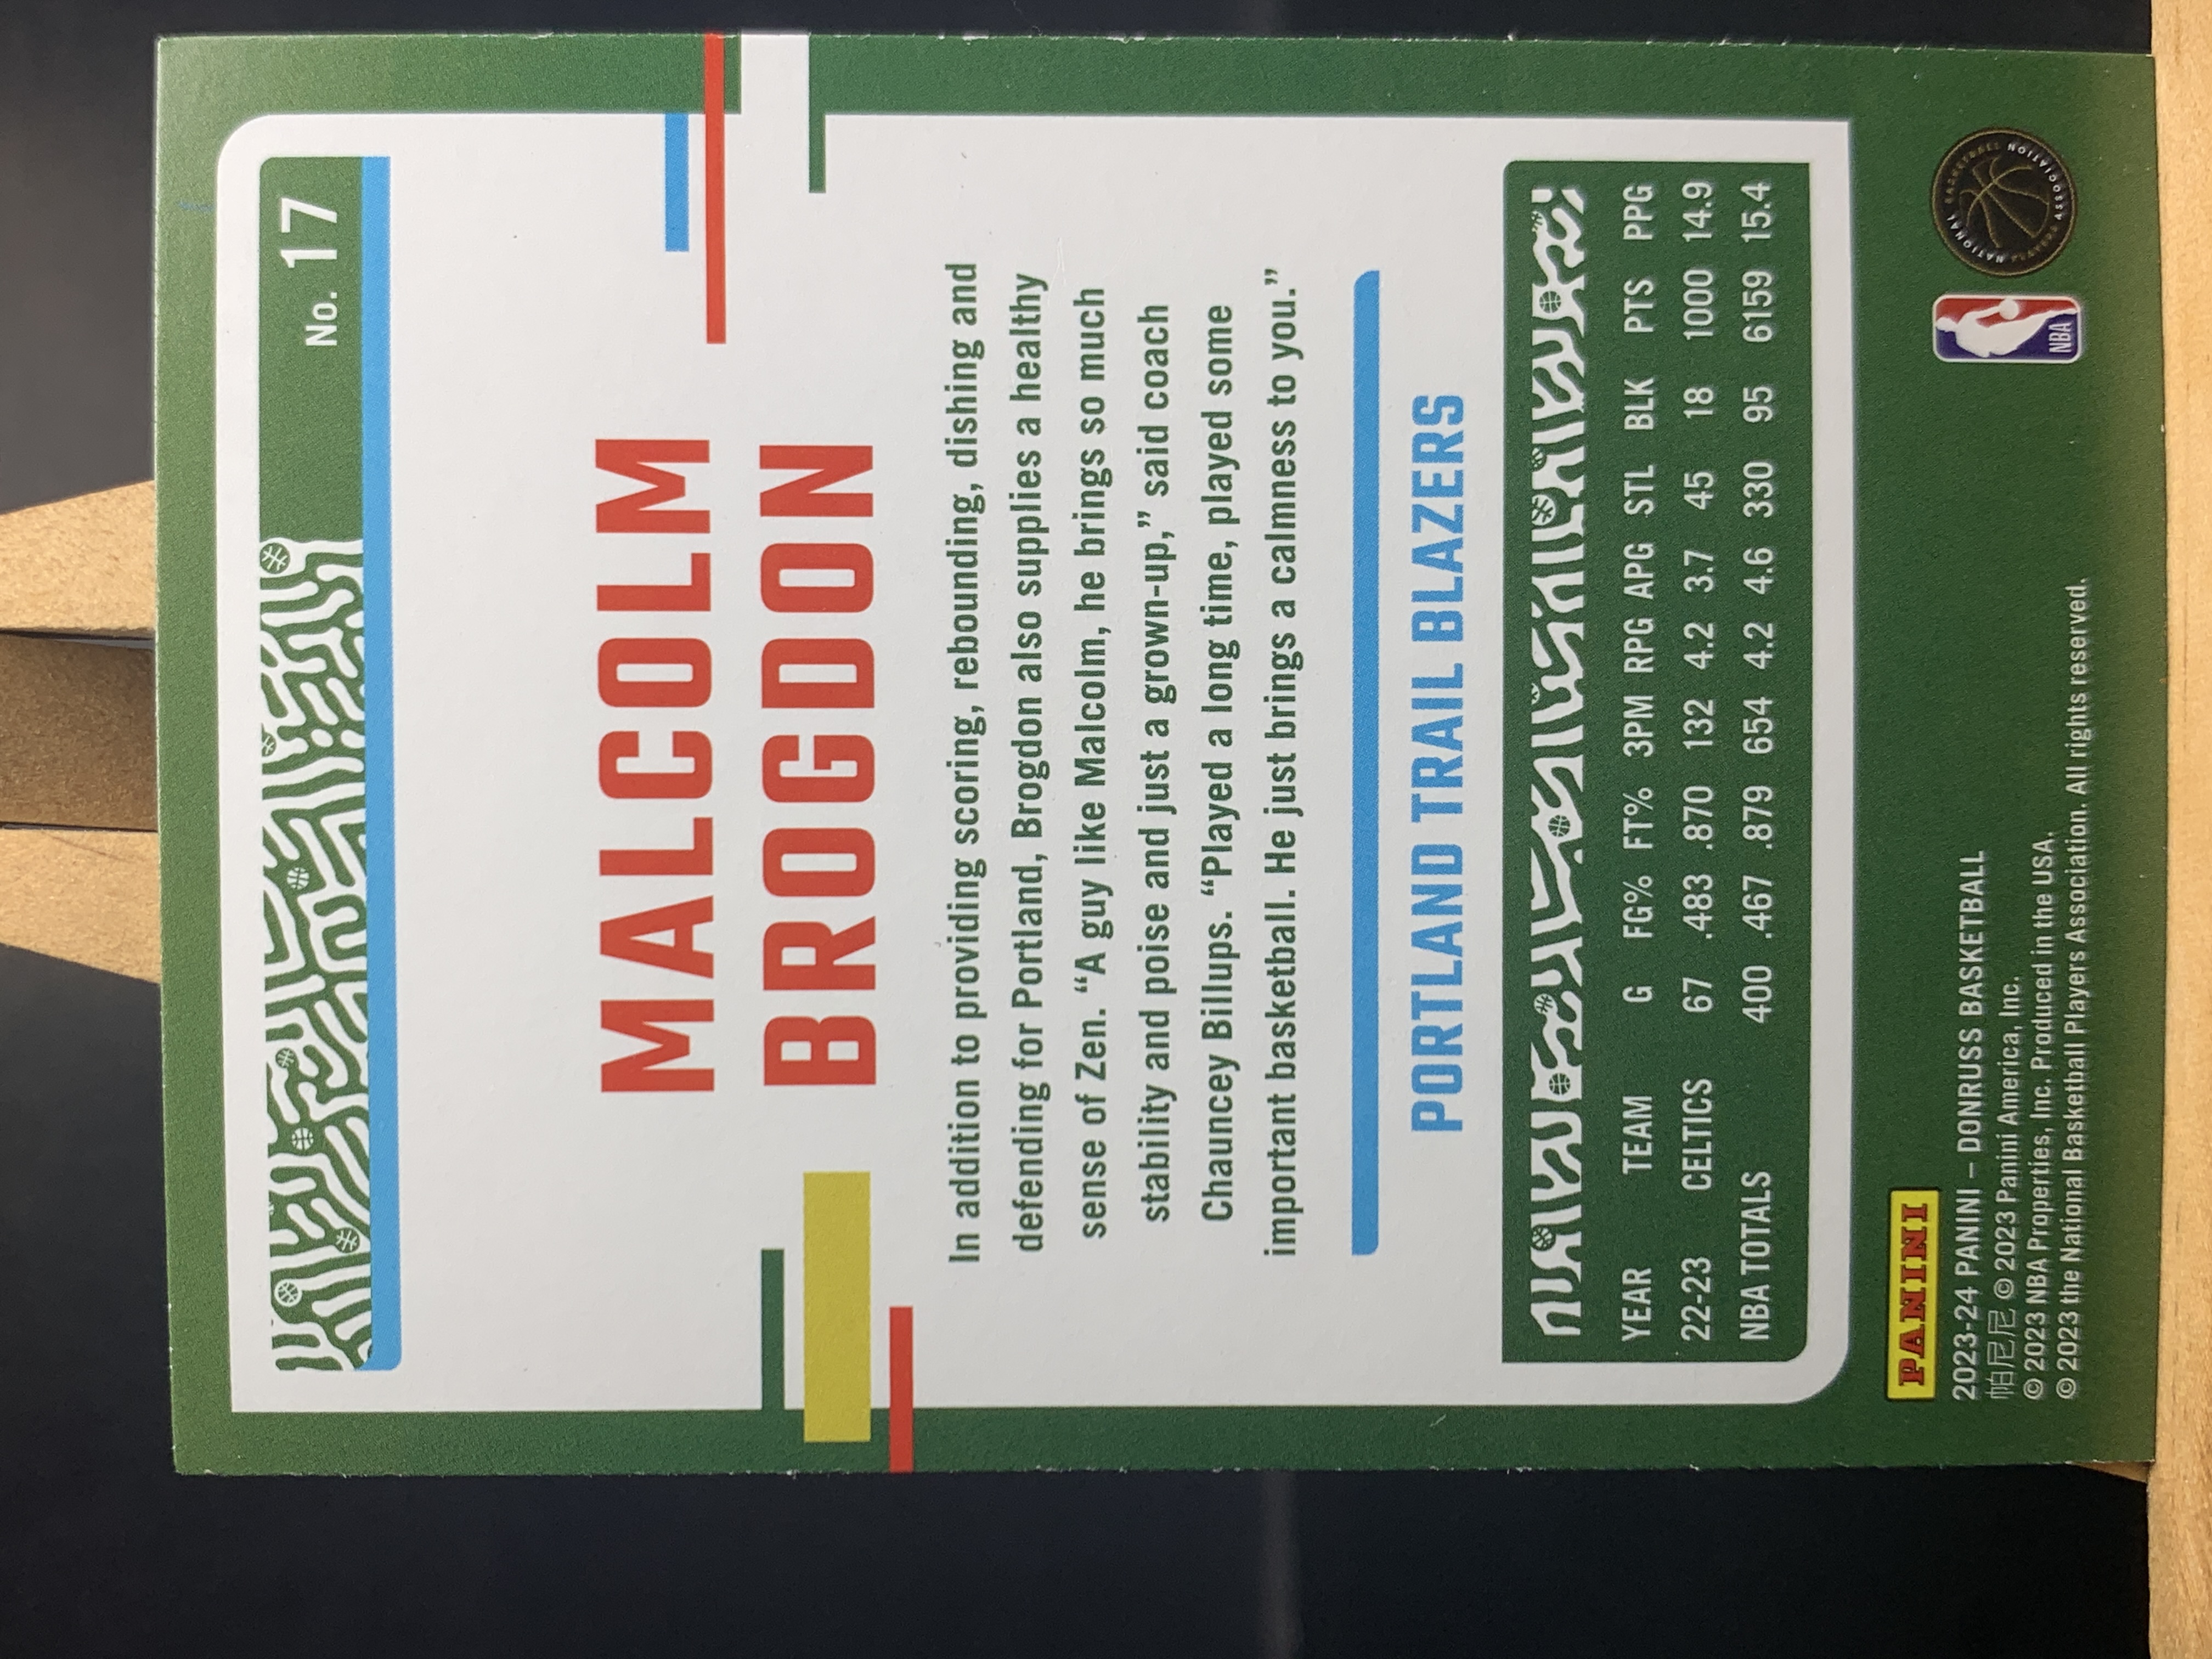 No. 17
MALCOLM
BROGDON
In addition to providing scoring, rebounding, dishing and
defending for Portland, Brogdon also supplies a healthy
sense of Zen. “A guy like Malcolm, he brings so much
stability and poise and just a grown-up,” said coach
Chauncey Billups. “Played a long time, played some
important basketball. He just brings a calmness to you.”
PORTLAND TRAIL BLAZERS
YEAR TEAM G FG% FT% 3PM RPG APG STL BLK PTS PPG
22-23 CELTICS 67 .483 .870 132 4.2 3.7 45 18 1000 14.9
NBA TOTALS 400 .467 .879 654 4.2 4.6 330 95 6159 15.4
PANINI
2023-24 PANINI – DONRUSS BASKETBALL
帕尼尼 © 2023 Panini America, Inc.
© 2023 NBA Properties, Inc. Produced in the USA.
© 2023 the National Basketball Players Association. All rights reserved.
NBA
NATIONAL BASKETBALL PLAYERS ASSOCIATION